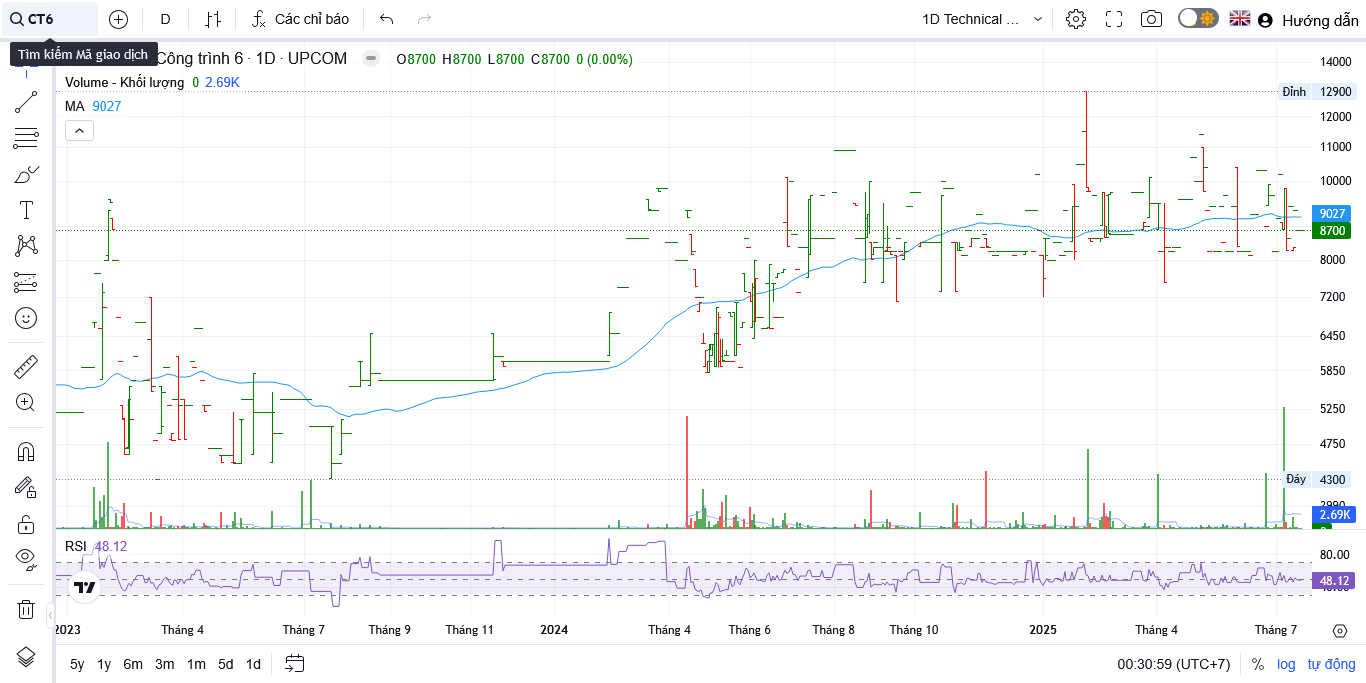 CT6
D
Các chỉ báo
1D Technical ...
Hướng dẫn
Tìm kiếm Mã giao dịch
Công trình 6 · 1D · UPCOM
O8700 H8700 L8700 C8700 0 (0.00%)
Volume - Khối lượng 0 2.69K
MA 9027
14000
Đỉnh 12900
12000
11000
10000
9027
8700
8000
7200
6450
5850
5250
4750
Đáy 4300
2.69K
RSI 48.12
80.00
48.12
2023
Tháng 4
Tháng 7
Tháng 9
Tháng 11
2024
Tháng 4
Tháng 6
Tháng 8
Tháng 10
2025
Tháng 4
Tháng 7
5y 1y 6m 3m 1m 5d 1d
00:30:59 (UTC+7)
%
log
tự động